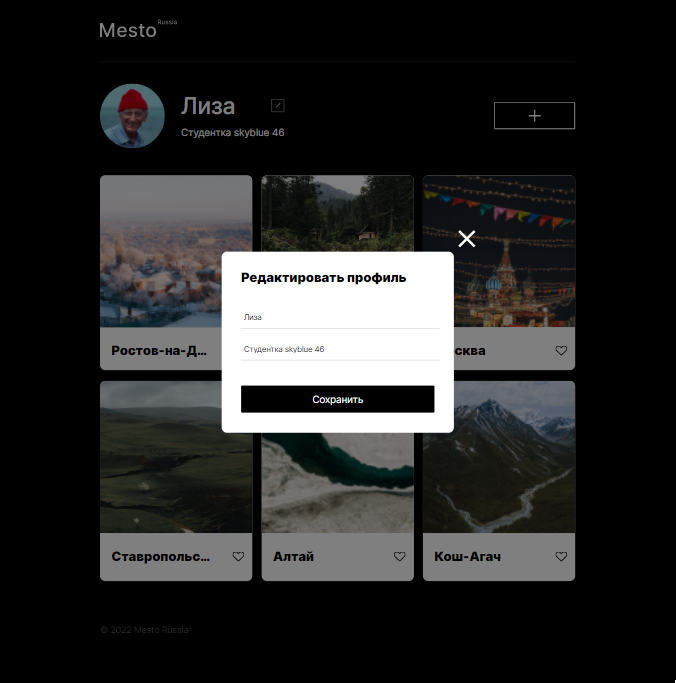 Mesto Russia
Лиза
Студентка skyblue 46
Редактировать профиль
Лиза
Студентка skyblue 46
Сохранить
Ростов-на-Д...
сква
Ставропольс...
Алтай
Кош-Агач
© 2022 Mesto Russia